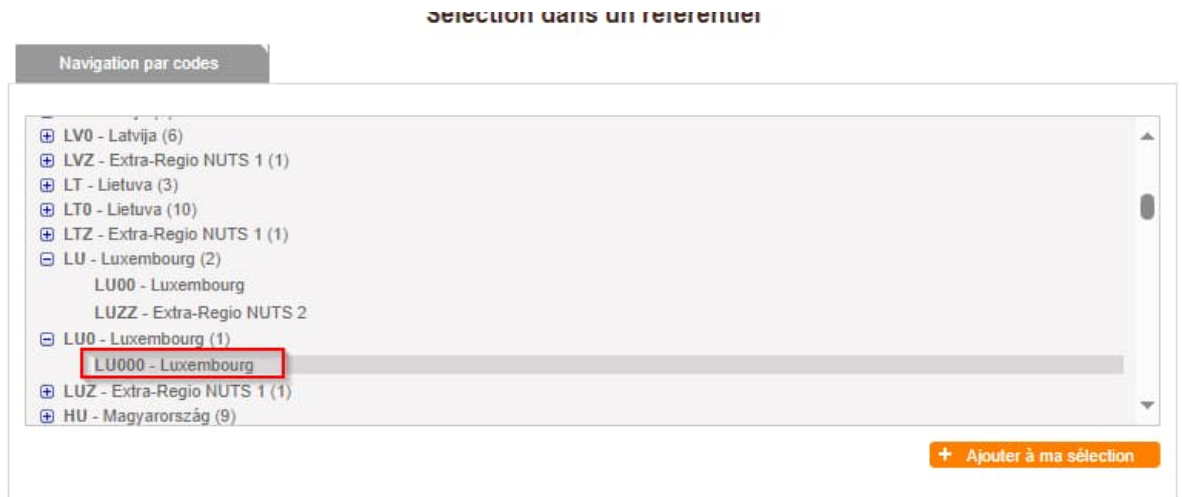 Sélection dans un référentiel
Navigation par codes
LV0 - Latvija (6)
LVZ - Extra-Regio NUTS 1 (1)
LT - Lietuva (3)
LT0 - Lietuva (10)
LTZ - Extra-Regio NUTS 1 (1)
LU - Luxembourg (2)
LU00 - Luxembourg
LUZZ - Extra-Regio NUTS 2
LU0 - Luxembourg (1)
LU000 - Luxembourg
LUZ - Extra-Regio NUTS 1 (1)
HU - Magyarország (9)
+ Ajouter à ma sélection